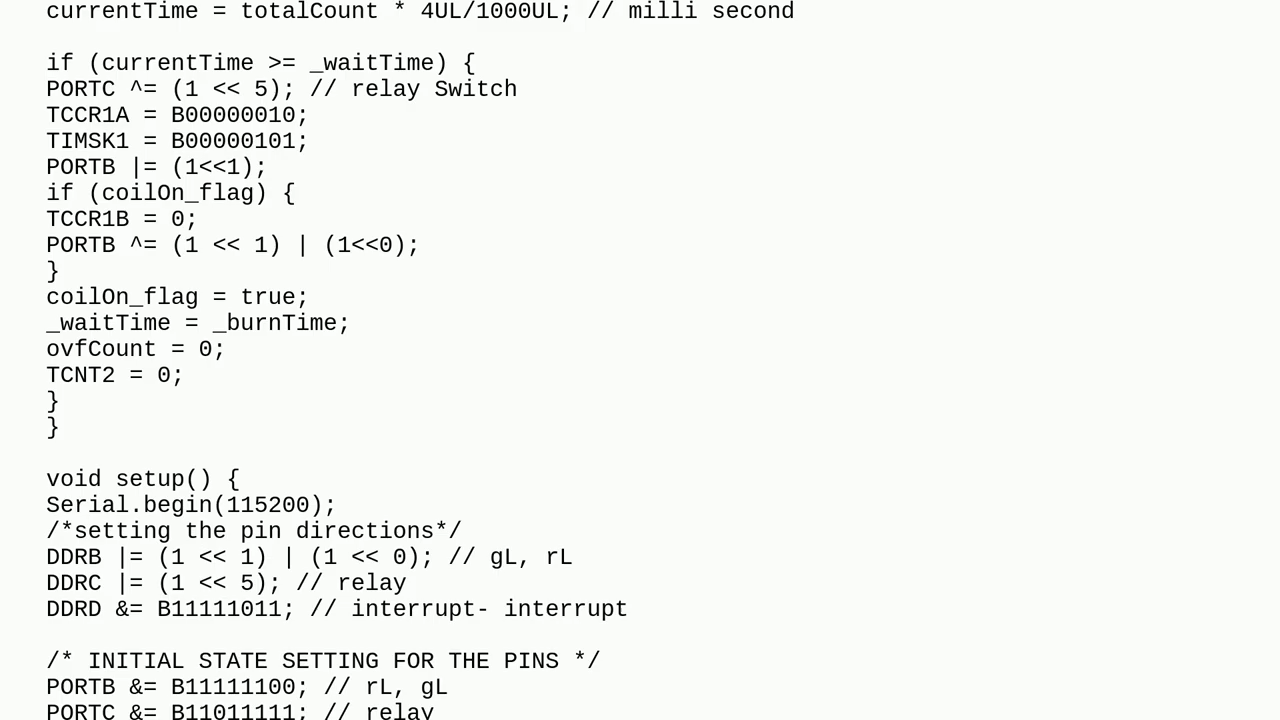 currentTime = totalCount * 4UL/1000UL; // milli second
if (currentTime >= _waitTime) {
PORTC ^= (1 << 5); // relay Switch
TCCR1A = B00000010;
TIMSK1 = B00000101;
PORTB |= (1<<1);
if (coilOn_flag) {
TCCR1B = 0;
PORTB ^= (1 << 1) | (1<<0);
}
coilOn_flag = true;
_waitTime = _burnTime;
ovfCount = 0;
TCNT2 = 0;
}
}
void setup() {
Serial.begin(115200);
/*setting the pin directions*/
DDRB |= (1 << 1) | (1 << 0); // gL, rL
DDRC |= (1 << 5); // relay
DDRD &= B11111011; // interrupt- interrupt
/* INITIAL STATE SETTING FOR THE PINS */
PORTB &= B11111100; // rL, gL
PORTC &= B11011111; // relay